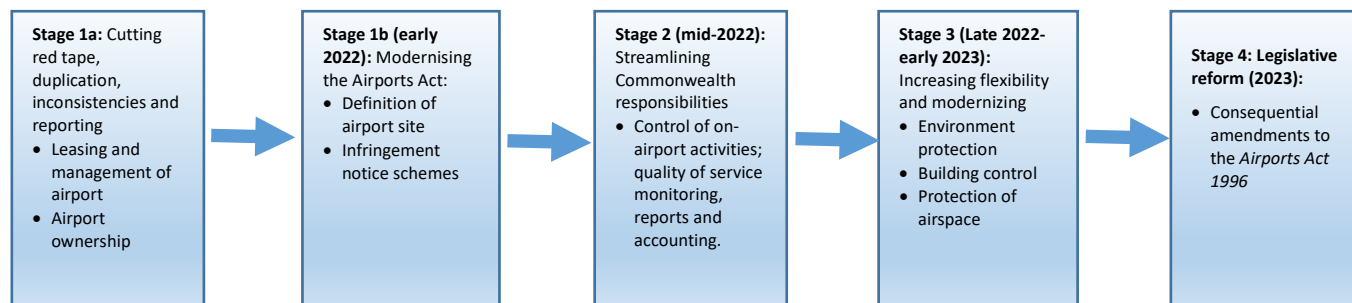 Stage 1a: Cutting
red tape,
duplication,
inconsistencies and
reporting
• Leasing and
management of
airport
• Airport
ownership
Stage 1b (early
2022): Modernising
the Airports Act:
• Definition of
airport site
• Infringement
notice schemes
Stage 2 (mid-2022):
Streamlining
Commonwealth
responsibilities
• Control of on-
airport activities;
quality of service
monitoring,
reports and
accounting.
Stage 3 (Late 2022-
early 2023):
Increasing flexibility
and modernizing
• Environment
protection
• Building control
• Protection of
airspace
Stage 4: Legislative
reform (2023):
• Consequential
amendments to
the Airports Act
1996